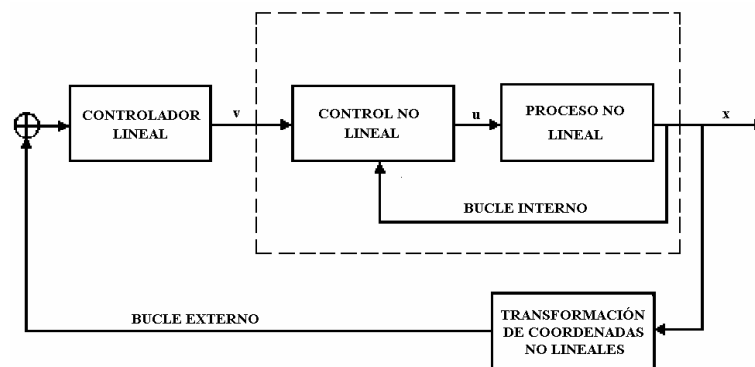 CONTROLADOR
LINEAL
v
CONTROL NO
LINEAL
u
PROCESO NO
LINEAL
x
BUCLE INTERNO
BUCLE EXTERNO
TRANSFORMACIÓN
DE COORDENADAS
NO LINEALES